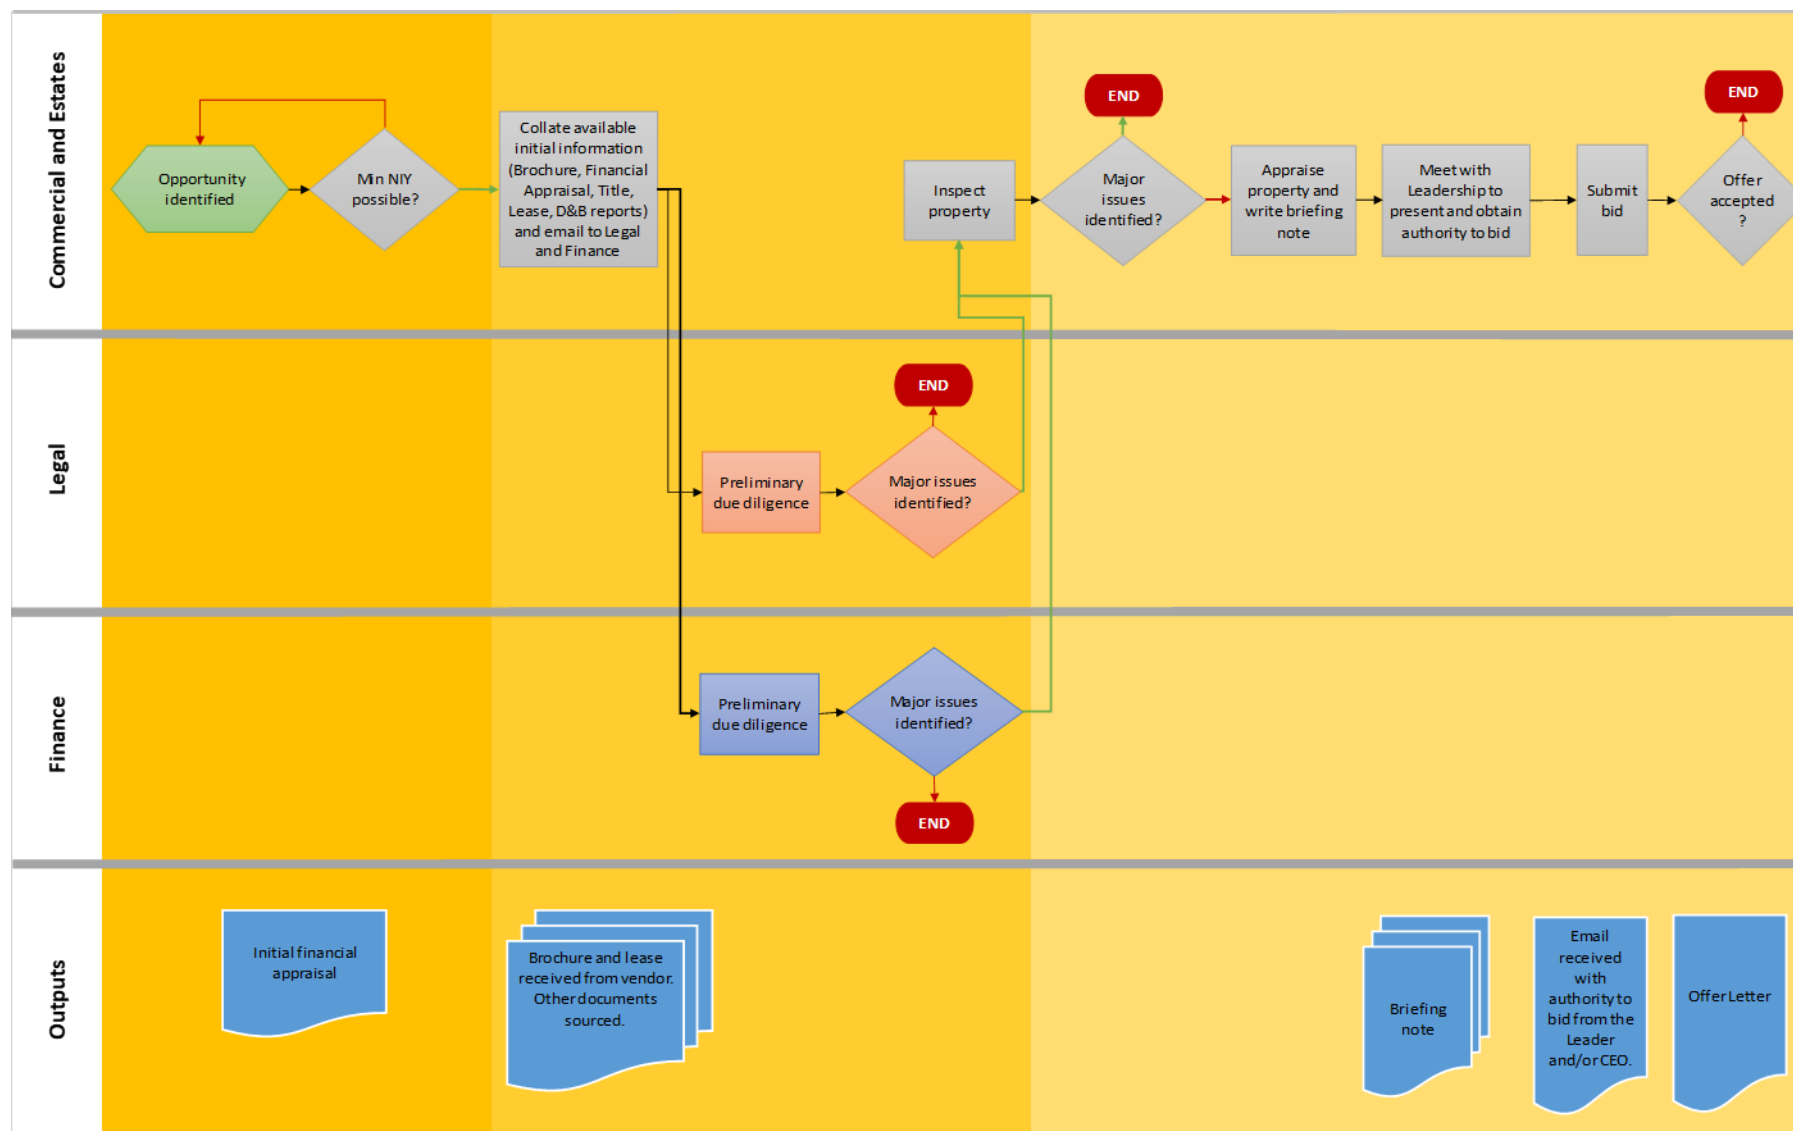 Commercial and Estates
Opportunity
identified
Min NIY
possible?
Collate available
initial information
(Brochure, Financial
Appraisal, Title,
Lease, D&B reports)
and email to Legal
and Finance
Inspect
property
END
Major
issues
identified?
Appraise
property and
write briefing
note
Meet with
Leadership to
present and obtain
authority to bid
Submit
bid
END
Offer
accepted
?
Legal
Preliminary
due diligence
END
Major issues
identified?
Finance
Preliminary
due diligence
Major issues
identified?
END
Outputs
Initial financial
appraisal
Brochure and lease
received from vendor.
Other documents
sourced.
Briefing
note
Email
received
with
authority to
bid from the
Leader
and/or CEO.
Offer Letter